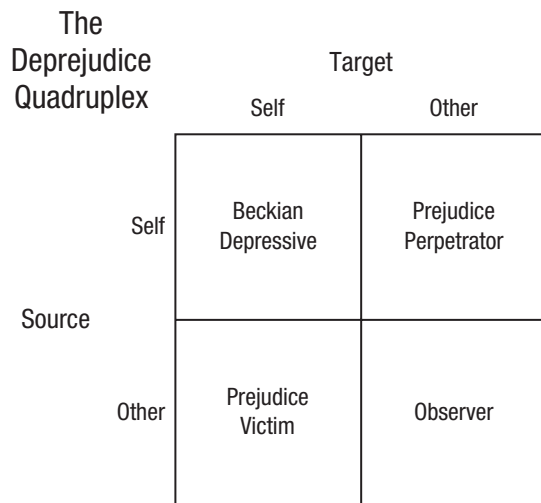 The
Deprejudice
Quadruplex
Target
Self
Other
Self
Beckian
Depressive
Prejudice
Perpetrator
Source
Other
Prejudice
Victim
Observer